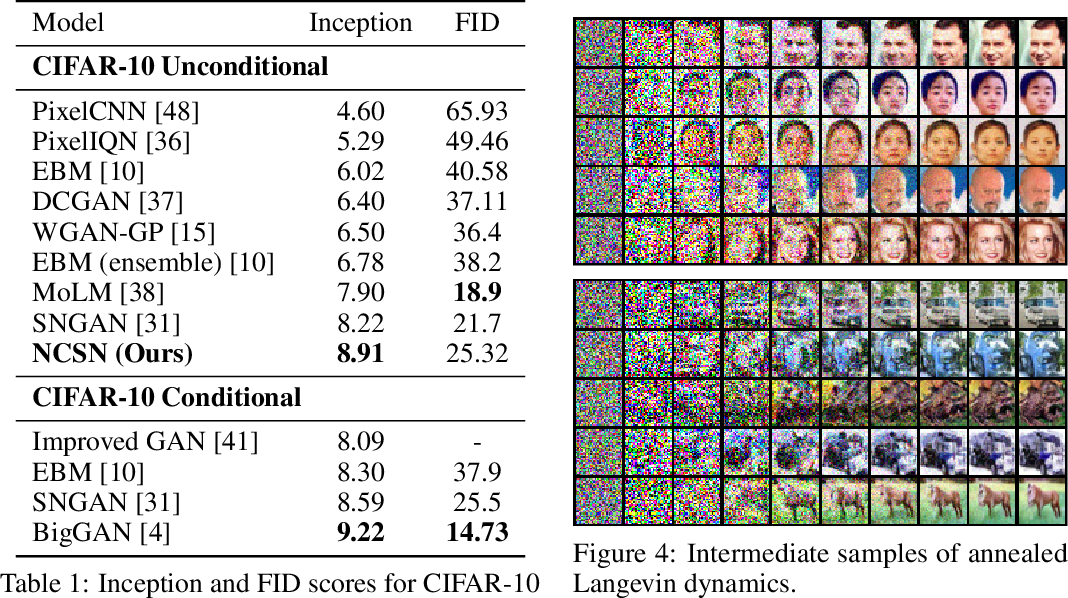 Model Inception FID
CIFAR-10 Unconditional
PixelCNN [48] 4.60 65.93
PixelIQN [36] 5.29 49.46
EBM [10] 6.02 40.58
DCGAN [37] 6.40 37.11
WGAN-GP [15] 6.50 36.4
EBM (ensemble) [10] 6.78 38.2
MoLM [38] 7.90 18.9
SNGAN [31] 8.22 21.7
NCSN (Ours) 8.91 25.32
CIFAR-10 Conditional
Improved GAN [41] 8.09 -
EBM [10] 8.30 37.9
SNGAN [31] 8.59 25.5
BigGAN [4] 9.22 14.73
Table 1: Inception and FID scores for CIFAR-10
Figure 4: Intermediate samples of annealed
Langevin dynamics.